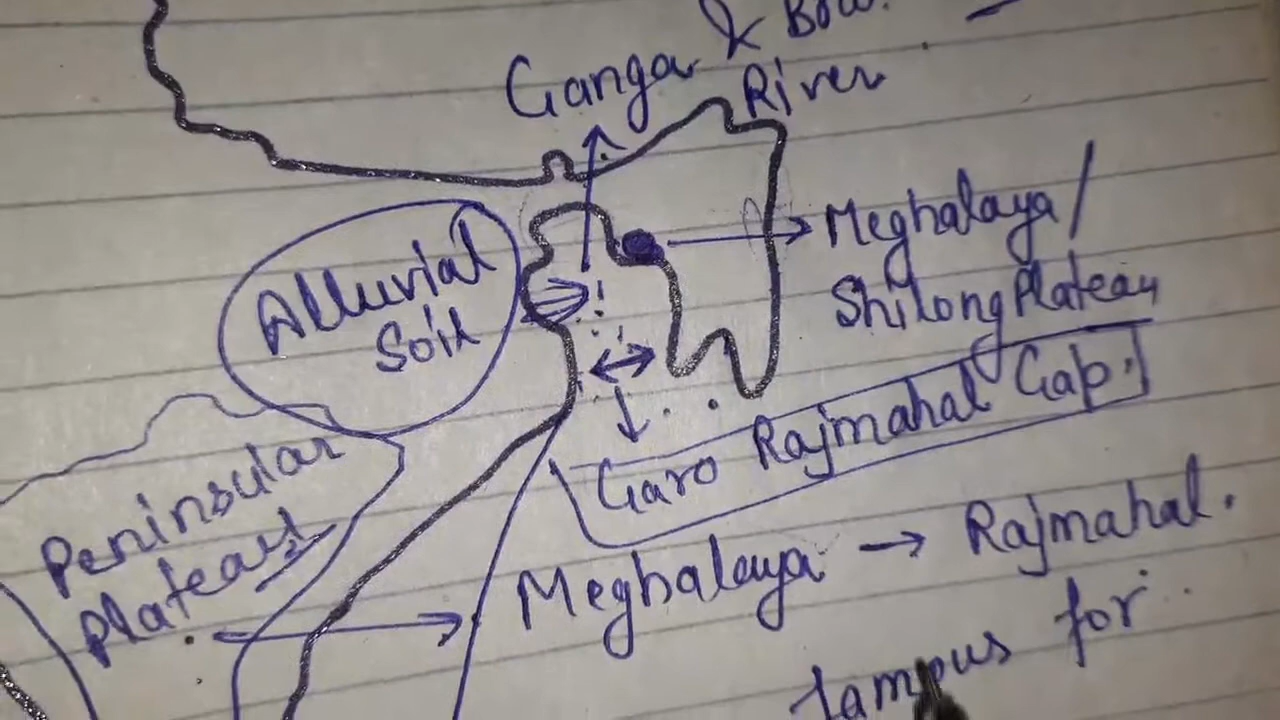 Ganga &
River
Meghalaya/
Shilong Plateau
Alluvial
Soil
Garo Rajmahal Gap.
Peninsular
Plateau
Meghalaya → Rajmahal.
for